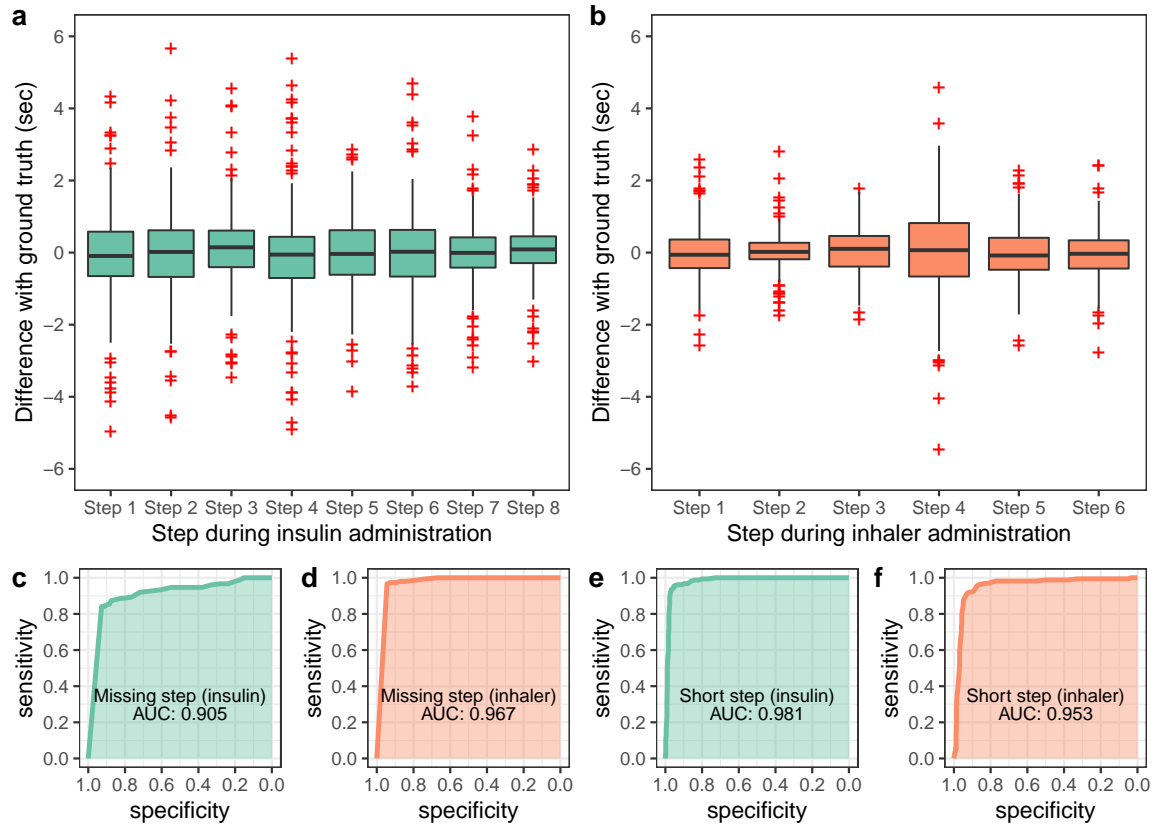 a
Difference with ground truth (sec)
6
4
2
0
−2
−4
−6
Step 1 Step 2 Step 3 Step 4 Step 5 Step 6 Step 7 Step 8
Step during insulin administration
b
Difference with ground truth (sec)
6
4
2
0
−2
−4
−6
Step 1 Step 2 Step 3 Step 4 Step 5 Step 6
Step during inhaler administration
c
sensitivity
1.0
0.8
0.6
0.4
0.2
0.0
Missing step (insulin)
AUC: 0.905
1.0 0.8 0.6 0.4 0.2 0.0
specificity
d
sensitivity
1.0
0.8
0.6
0.4
0.2
0.0
Missing step (inhaler)
AUC: 0.967
1.0 0.8 0.6 0.4 0.2 0.0
specificity
e
sensitivity
1.0
0.8
0.6
0.4
0.2
0.0
Short step (insulin)
AUC: 0.981
1.0 0.8 0.6 0.4 0.2 0.0
specificity
f
sensitivity
1.0
0.8
0.6
0.4
0.2
0.0
Short step (inhaler)
AUC: 0.953
1.0 0.8 0.6 0.4 0.2 0.0
specificity